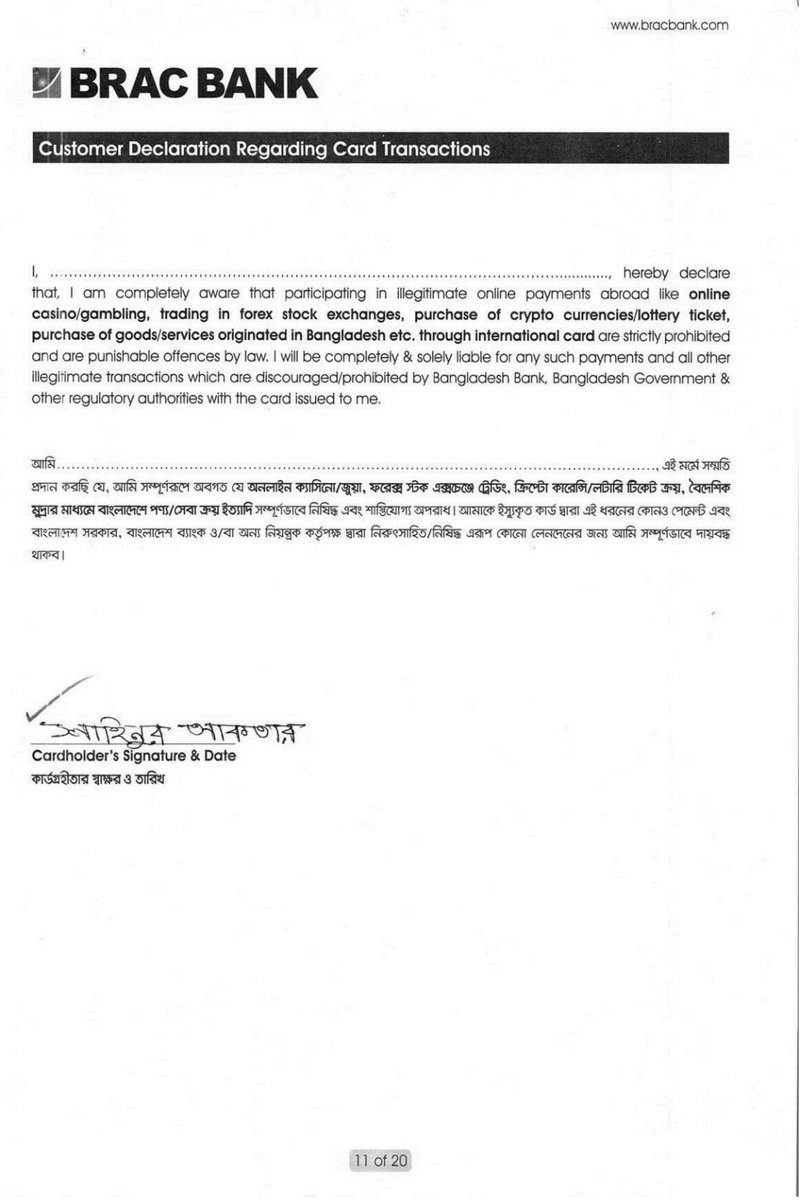 www.bracbank.com
BRAC BANK
Customer Declaration Regarding Card Transactions
I, ........................................................................................................................, hereby declare
that, I am completely aware that participating in illegitimate online payments abroad like online
casino/gambling, trading in forex stock exchanges, purchase of crypto currencies/lottery ticket,
purchase of goods/services originated in Bangladesh etc. through international card are strictly prohibited
and are punishable offences by law. I will be completely & solely liable for any such payments and all other
illegitimate transactions which are discouraged/prohibited by Bangladesh Bank, Bangladesh Government &
other regulatory authorities with the card issued to me.
আমি........................................................................................................................, এই মর্মে সম্মতি
প্রদান করছি যে, আমি সম্পূর্ণরূপে অবগত যে অনলাইন ক্যাসিনো/জুয়া, ফরেক্স স্টক এক্সচেঞ্জে ট্রেডিং, ক্রিপ্টো কারেন্সি/লটারি টিকেট ক্রয়, বৈদেশিক
মুদ্রার মাধ্যমে বাংলাদেশে পণ্য/সেবা ক্রয় ইত্যাদি সম্পূর্ণভাবে নিষিদ্ধ এবং শাস্তিযোগ্য অপরাধ। আমাকে ইস্যুকৃত কার্ড দ্বারা এই ধরনের কোনও পেমেন্ট এবং
বাংলাদেশ সরকার, বাংলাদেশ ব্যাংক ও/বা অন্য নিয়ন্ত্রক কর্তৃপক্ষ দ্বারা নিরুৎসাহিত/নিষিদ্ধ এরূপ কোনো লেনদেনের জন্য আমি সম্পূর্ণভাবে দায়বদ্ধ
থাকব।
শাহিনুর আকতার
Cardholder's Signature & Date
কার্ডগ্রহীতার স্বাক্ষর ও তারিখ
11 of 20